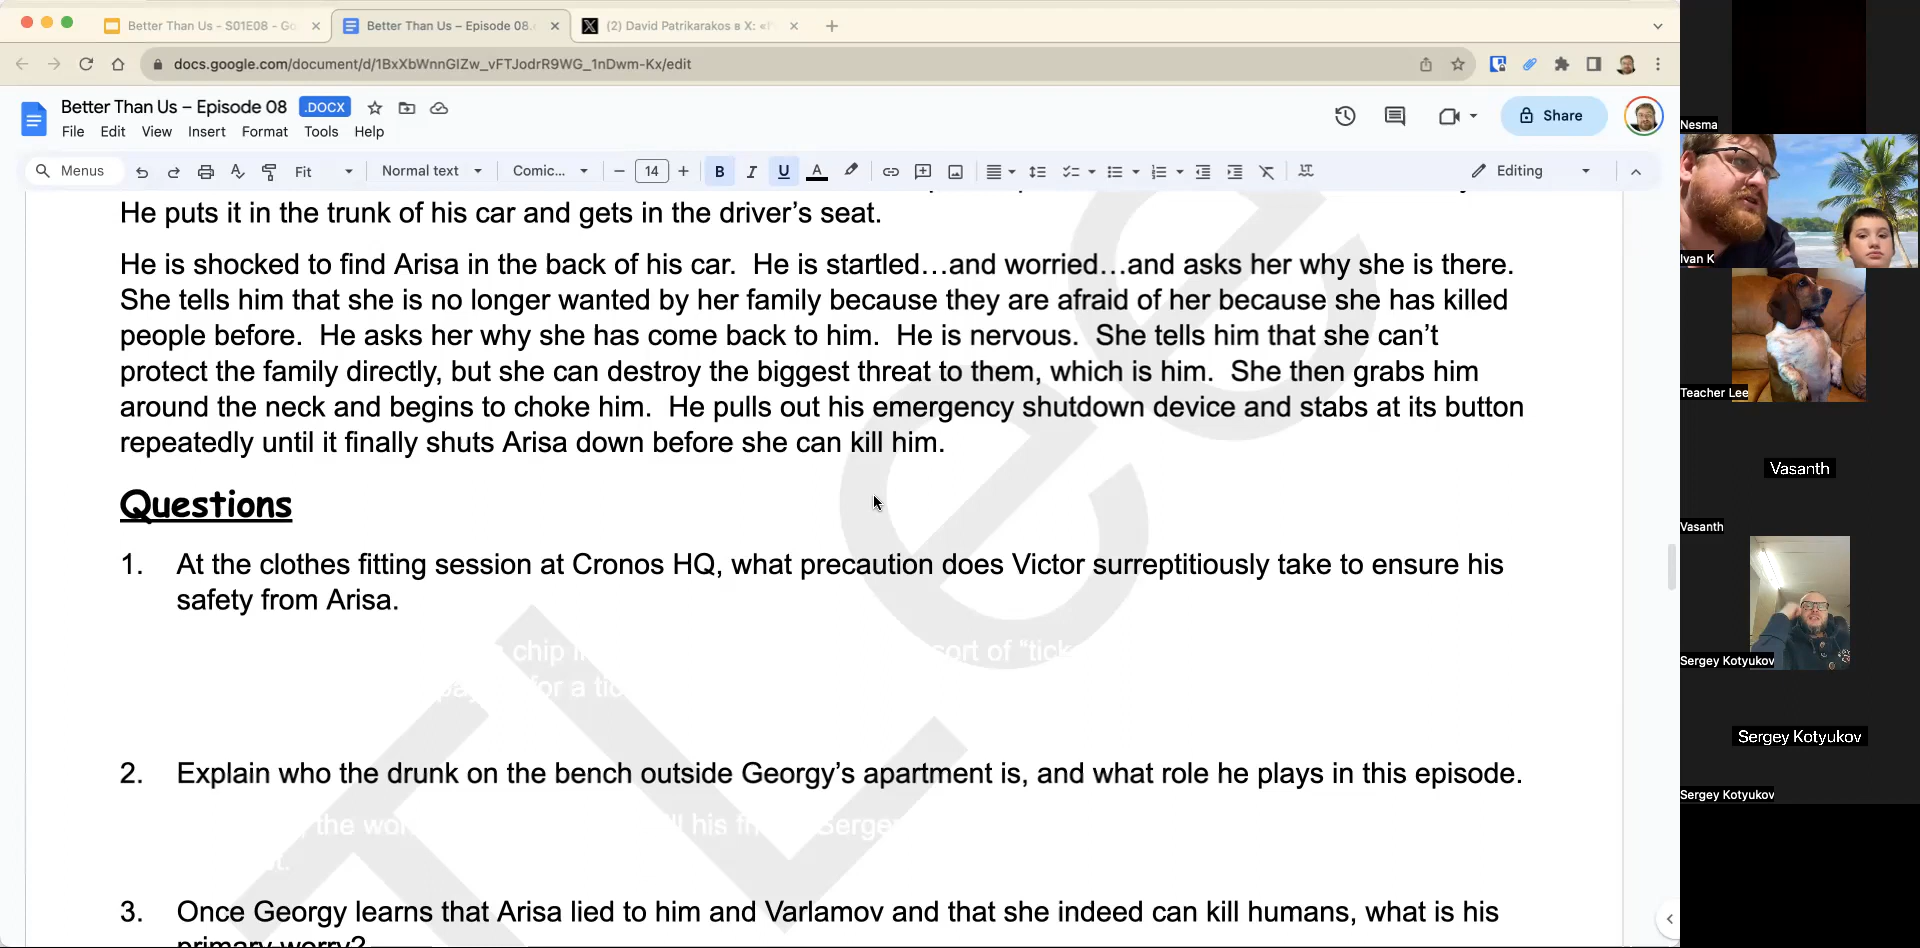 Better Than Us - S01E08 - Go
Better Than Us – Episode 08.
(2) David Patrikarakos в X: «
docs.google.com/document/d/1BxXbWnnGIZw_vFTJodrR9WG_1nDwm-Kx/edit
Better Than Us – Episode 08 .DOCX
File Edit View Insert Format Tools Help
Share
Menus Fit Normal text Comic... 14 Editing
He puts it in the trunk of his car and gets in the driver's seat.
He is shocked to find Arisa in the back of his car. He is startled…and worried…and asks her why she is there.
She tells him that she is no longer wanted by her family because they are afraid of her because she has killed
people before. He asks her why she has come back to him. He is nervous. She tells him that she can't
protect the family directly, but she can destroy the biggest threat to them, which is him. She then grabs him
around the neck and begins to choke him. He pulls out his emergency shutdown device and stabs at its button
repeatedly until it finally shuts Arisa down before she can kill him.
Questions
1. At the clothes fitting session at Cronos HQ, what precaution does Victor surreptitiously take to ensure his
safety from Arisa.
chip
sort of "tick
for a tic
2. Explain who the drunk on the bench outside Georgy's apartment is, and what role he plays in this episode.
the wor
his
Serge
3. Once Georgy learns that Arisa lied to him and Varlamov and that she indeed can kill humans, what is his
primary worry?
TLee
Nesma
Ivan K
Teacher Lee
Vasanth
Vasanth
Sergey Kotyukov
Sergey Kotyukov
Sergey Kotyukov